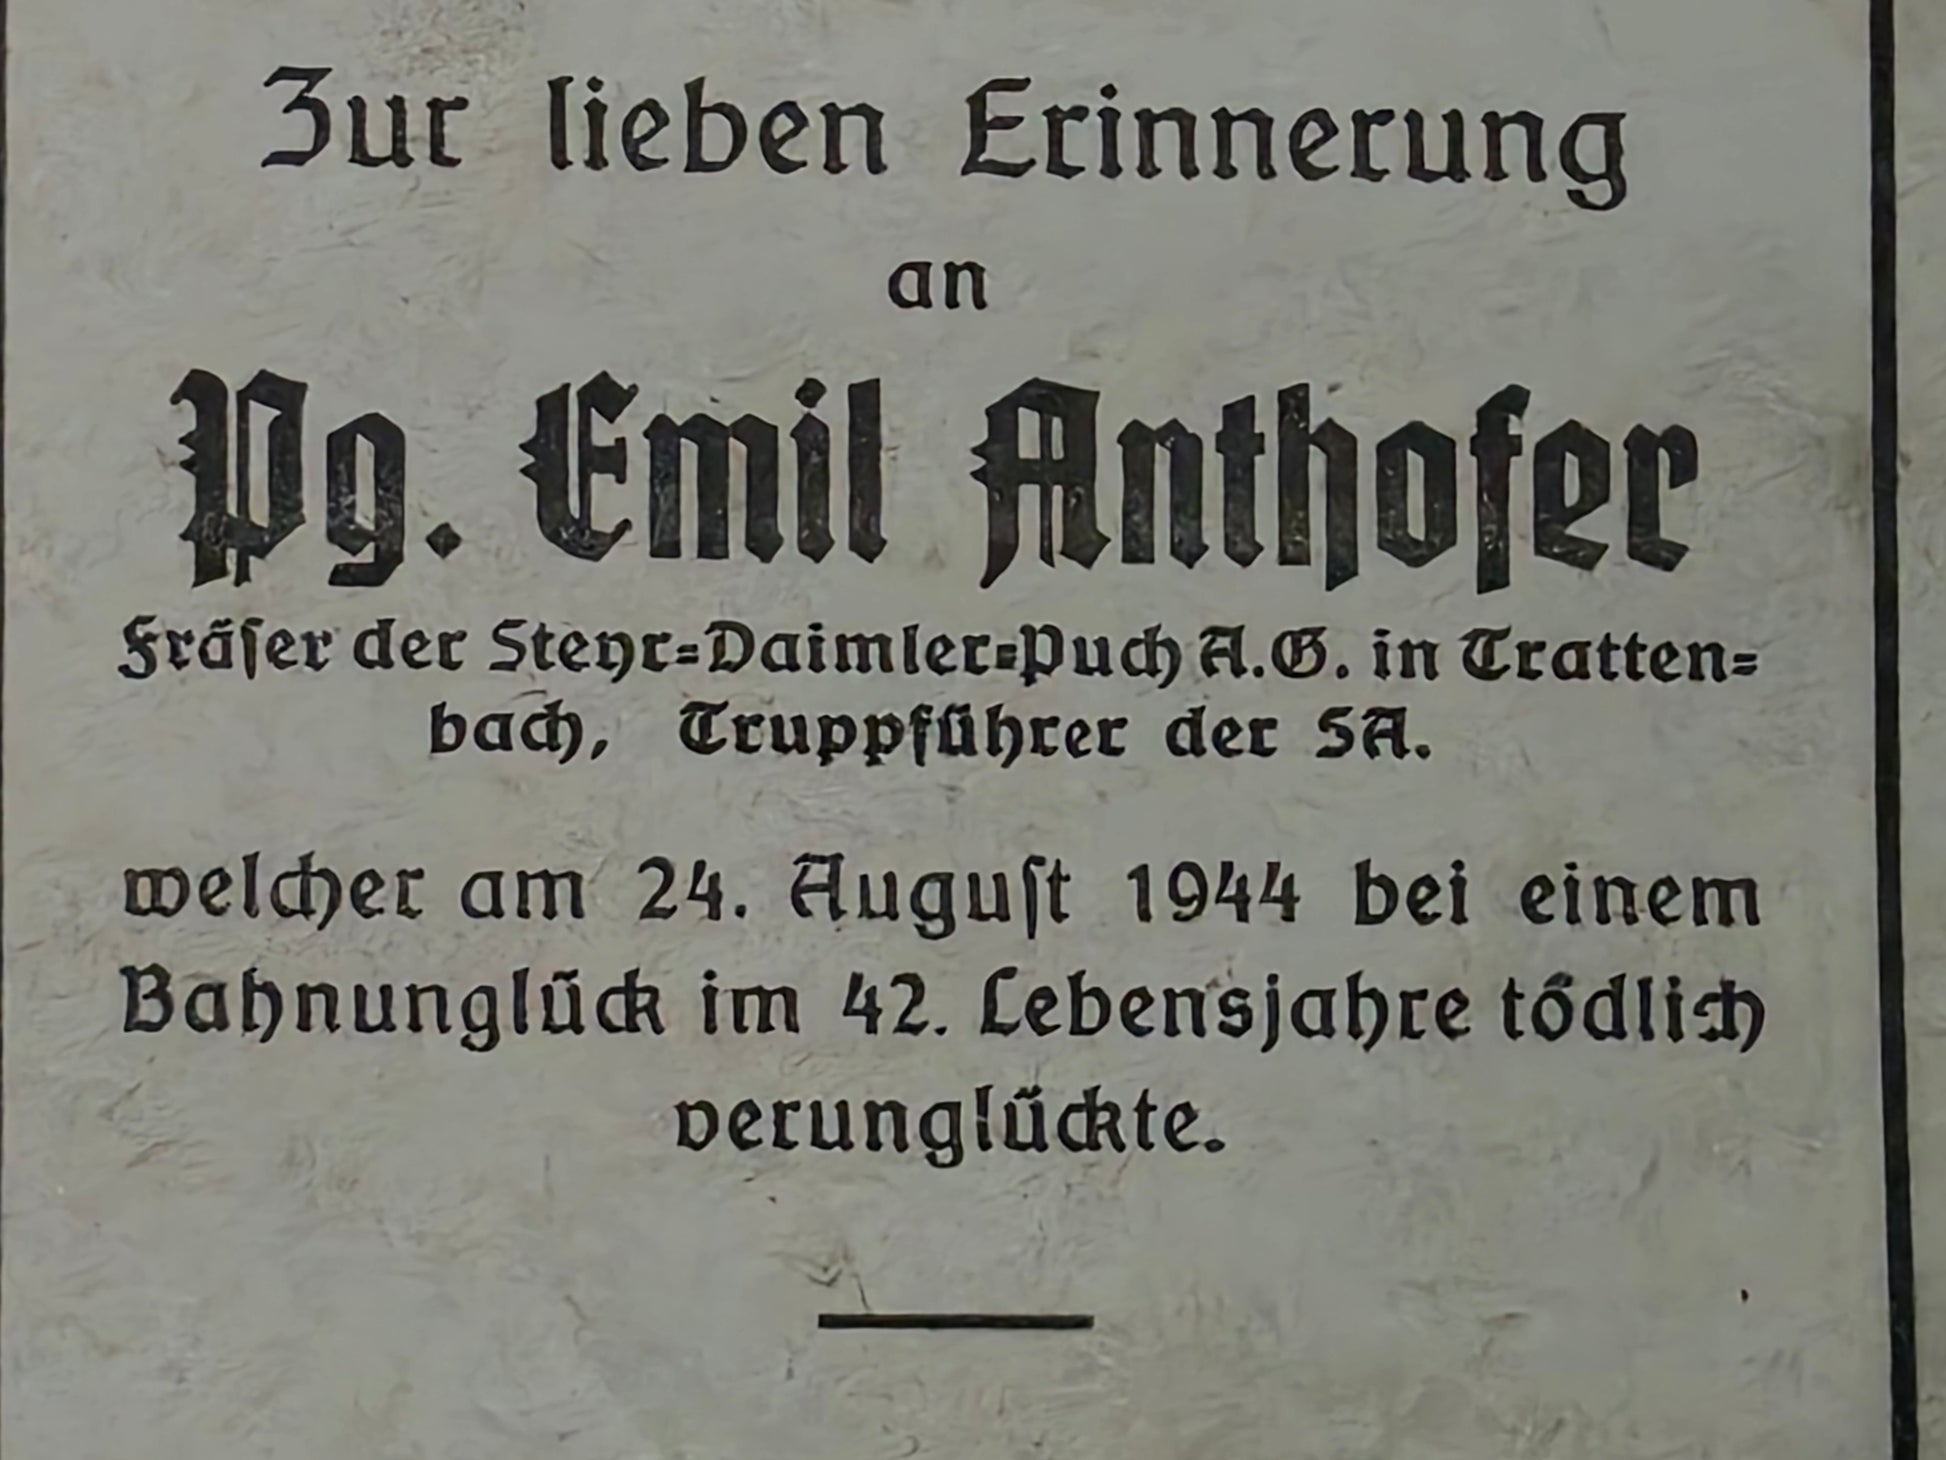 Zur lieben Erinnerung
an
Pg. Emil Anthofer
Fräſer der Steyr=Daimler=Puch A.G. in Tratten=
bach, Truppführer der SA.
welcher am 24. Auguſt 1944 bei einem
Bahnunglück im 42. Lebensjahre tödlich
verunglückte.